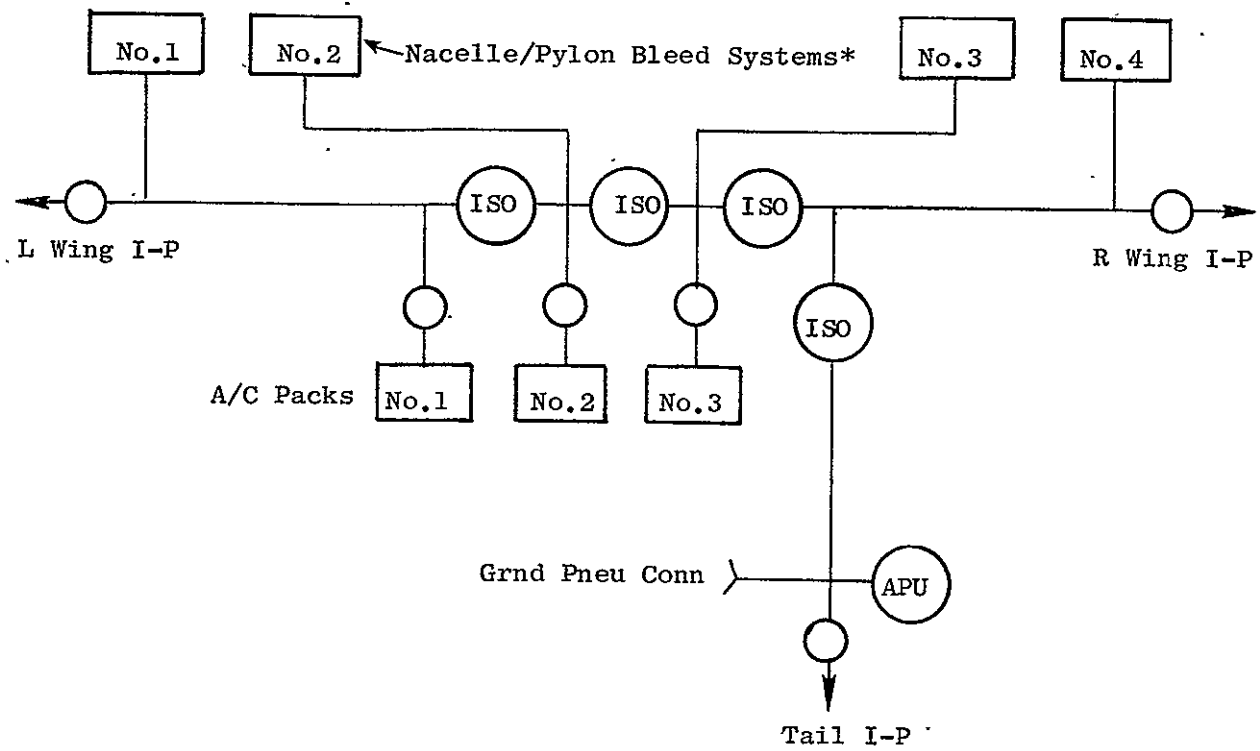 No.1
No.2
Nacelle/Pylon Bleed Systems*
No.3
No.4
ISO
ISO
ISO
L Wing I-P
R Wing I-P
ISO
A/C Packs
No.1
No.2
No.3
Grnd Pneu Conn
APU
Tail I-P